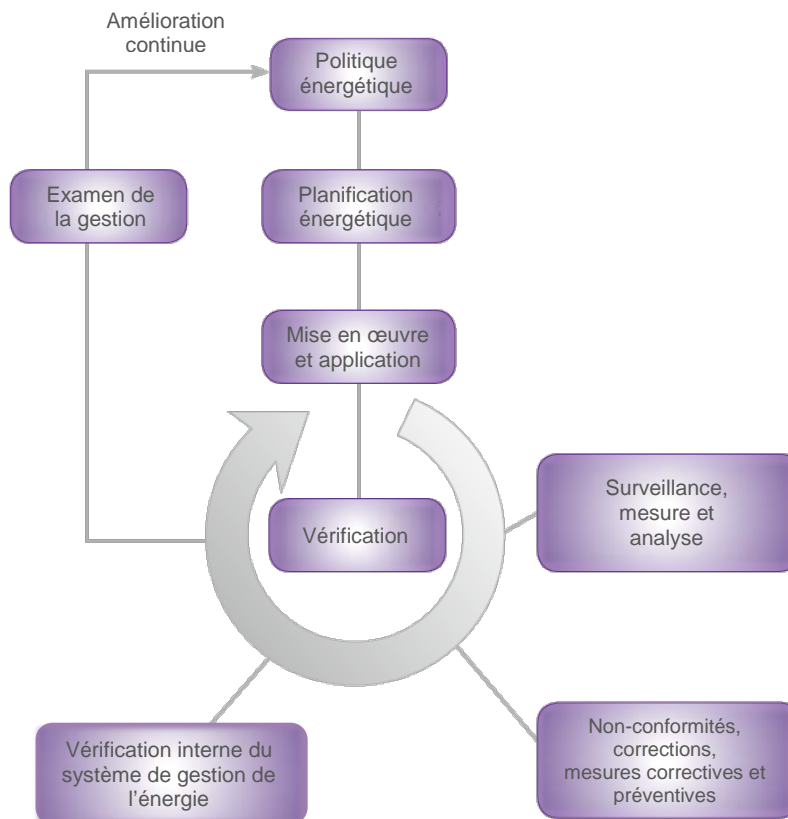 Amélioration
continue
Politique
énergétique
Examen de
la gestion
Planification
énergétique
Mise en œuvre
et application
Vérification
Surveillance,
mesure et
analyse
Non-conformités,
corrections,
mesures correctives et
préventives
Vérification interne du
système de gestion de
l’énergie